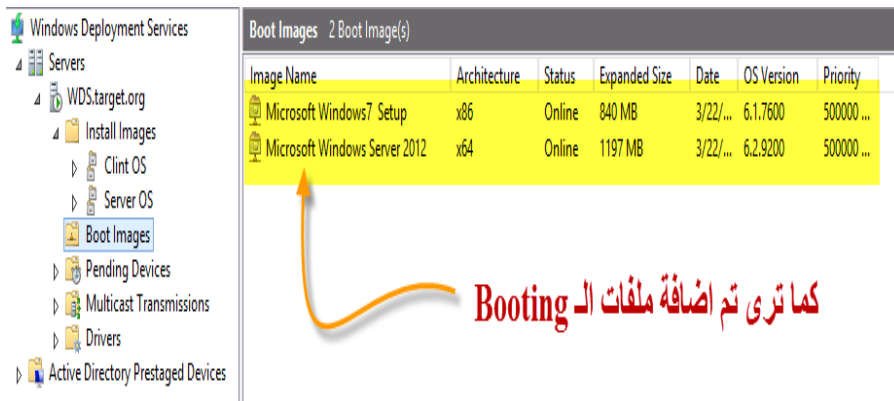 Windows Deployment Services
Servers
WDS.target.org
Install Images
Clint OS
Server OS
Boot Images
Pending Devices
Multicast Transmissions
Drivers
Active Directory Prestaged Devices
Boot Images 2 Boot Image(s)
Image Name Architecture Status Expanded Size Date OS Version Priority
Microsoft Windows7 Setup x86 Online 840 MB 3/22/... 6.1.7600 500000 ...
Microsoft Windows Server 2012 x64 Online 1197 MB 3/22/... 6.2.9200 500000 ...
كما ترى تم اضافة ملفات الـ Booting